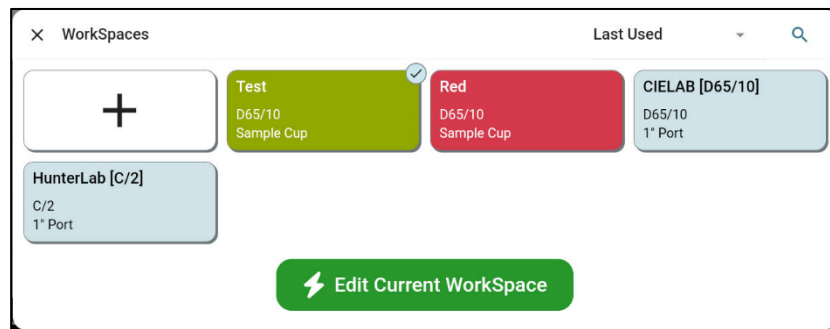 WorkSpaces
Last Used
Test
D65/10
Sample Cup
Red
D65/10
Sample Cup
CIELAB [D65/10]
D65/10
1" Port
HunterLab [C/2]
C/2
1" Port
Edit Current WorkSpace